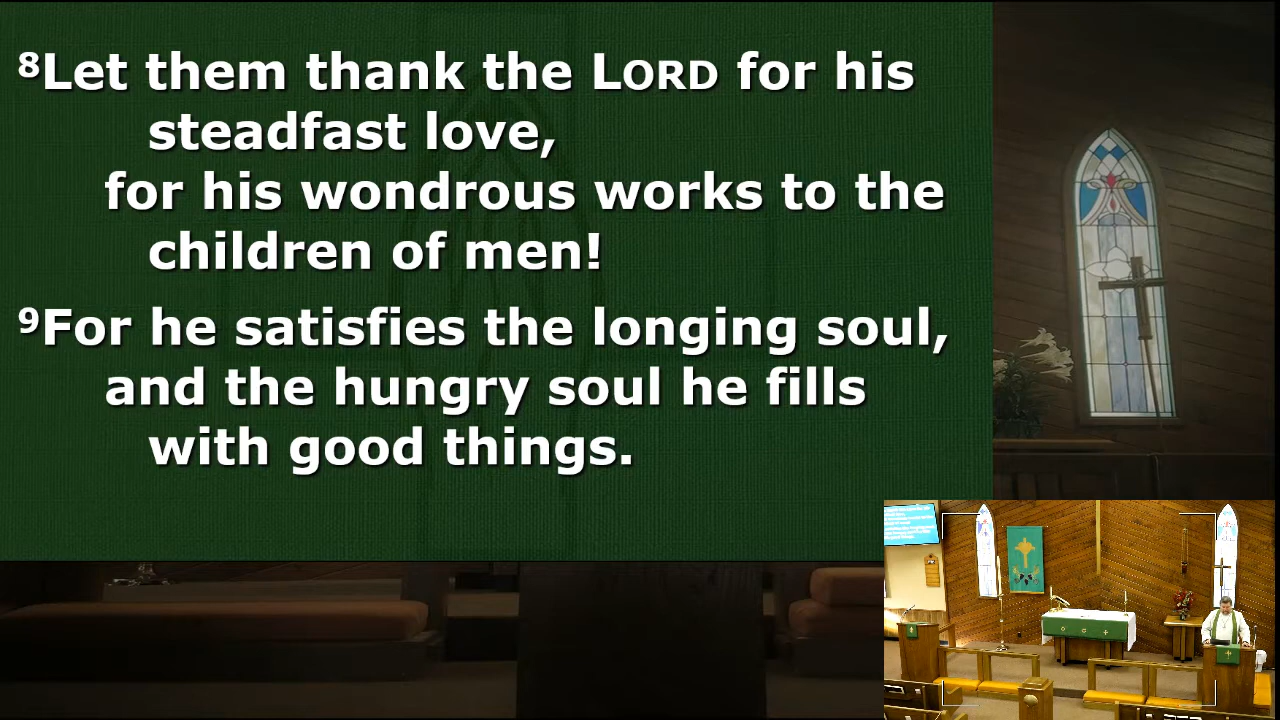 ⁸Let them thank the LORD for his
steadfast love,
for his wondrous works to the
children of men!
⁹For he satisfies the longing soul,
and the hungry soul he fills
with good things.